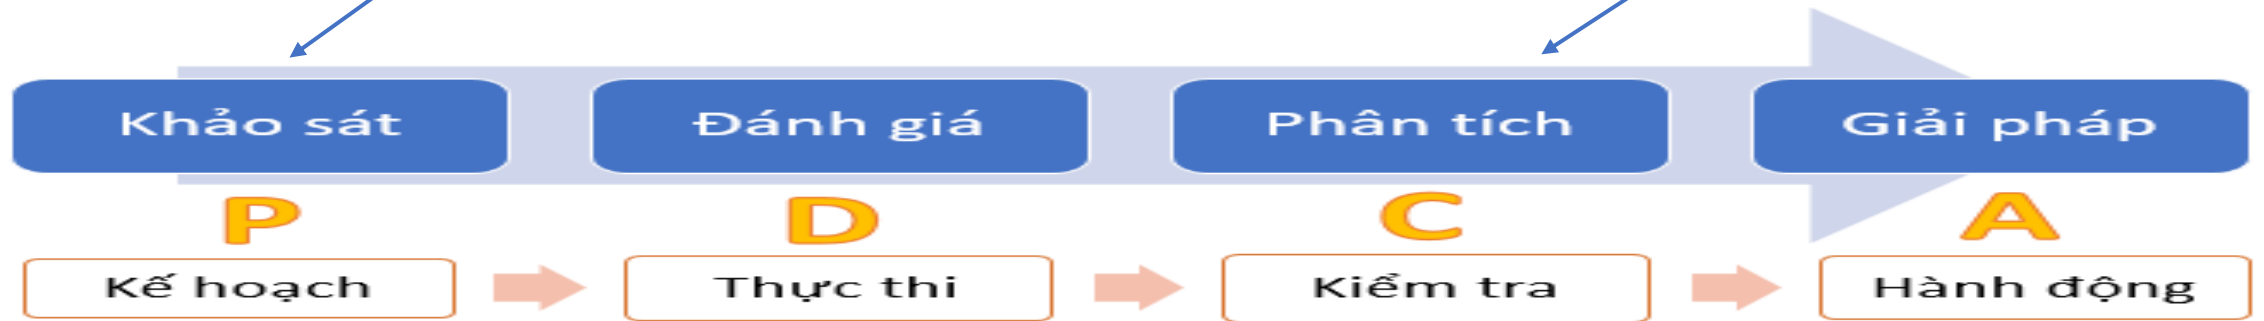 Khảo sát Đánh giá Phân tích Giải pháp
P D C A
Kế hoạch Thực thi Kiểm tra Hành động